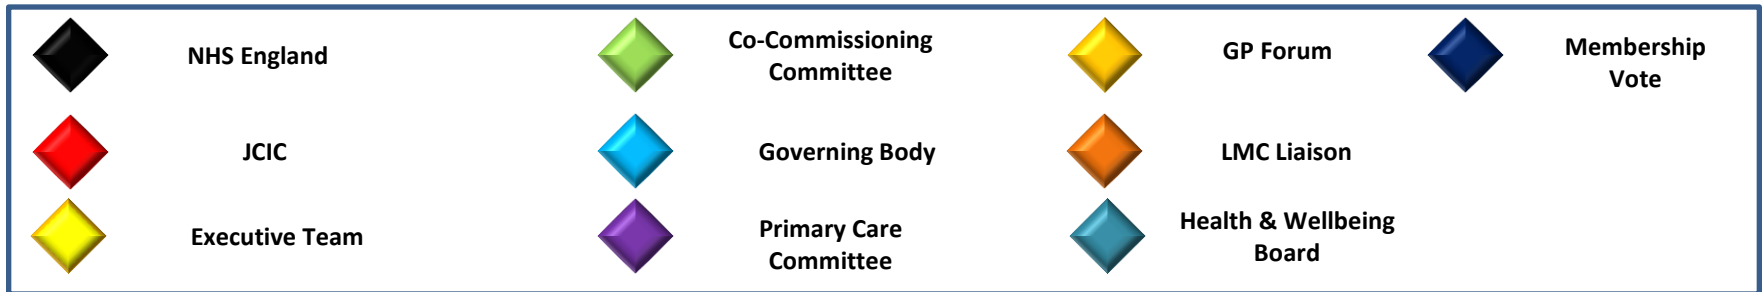 NHS England
Co-Commissioning
Committee
GP Forum
Membership
Vote
JCIC
Governing Body
LMC Liaison
Executive Team
Primary Care
Committee
Health & Wellbeing
Board